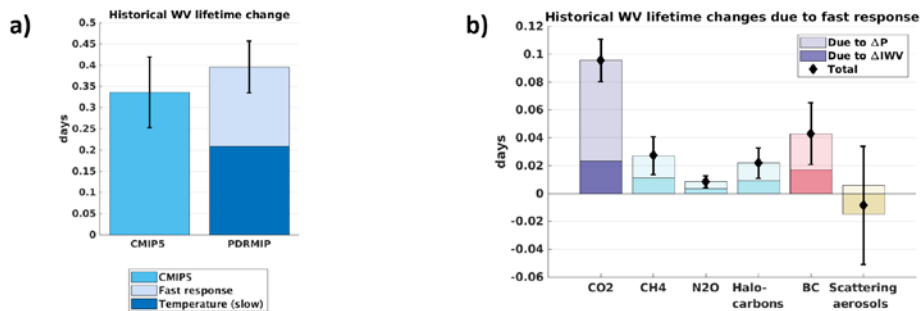 a)
Historical WV lifetime change
0.5
0.45
0.4
0.35
0.3
0.25
0.2
0.15
0.1
0.05
0
days
CMIP5
PDRMIP
CMIP5
Fast response
Temperature (slow)
b)
Historical WV lifetime changes due to fast response
0.12
0.1
0.08
0.06
0.04
0.02
0
-0.02
-0.04
-0.06
days
Due to ΔP
Due to ΔIWV
Total
CO2
CH4
N2O
Halo-
carbons
BC
Scattering
aerosols